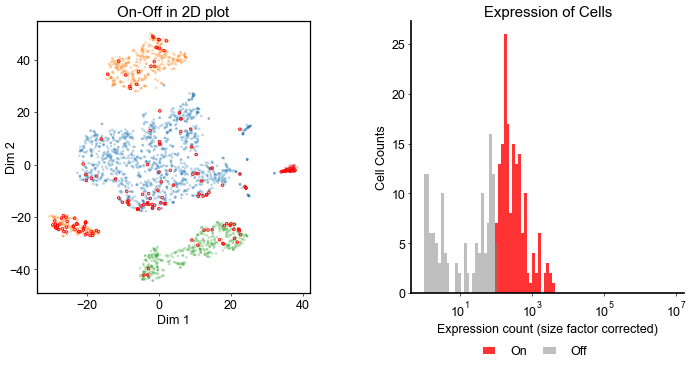 On-Off in 2D plot
Dim 2
40
20
0
−20
−40
−20
0
20
40
Dim 1
Expression of Cells
Cell Counts
25
20
15
10
5
0
10^1
10^3
10^5
10^7
Expression count (size factor corrected)
On
Off